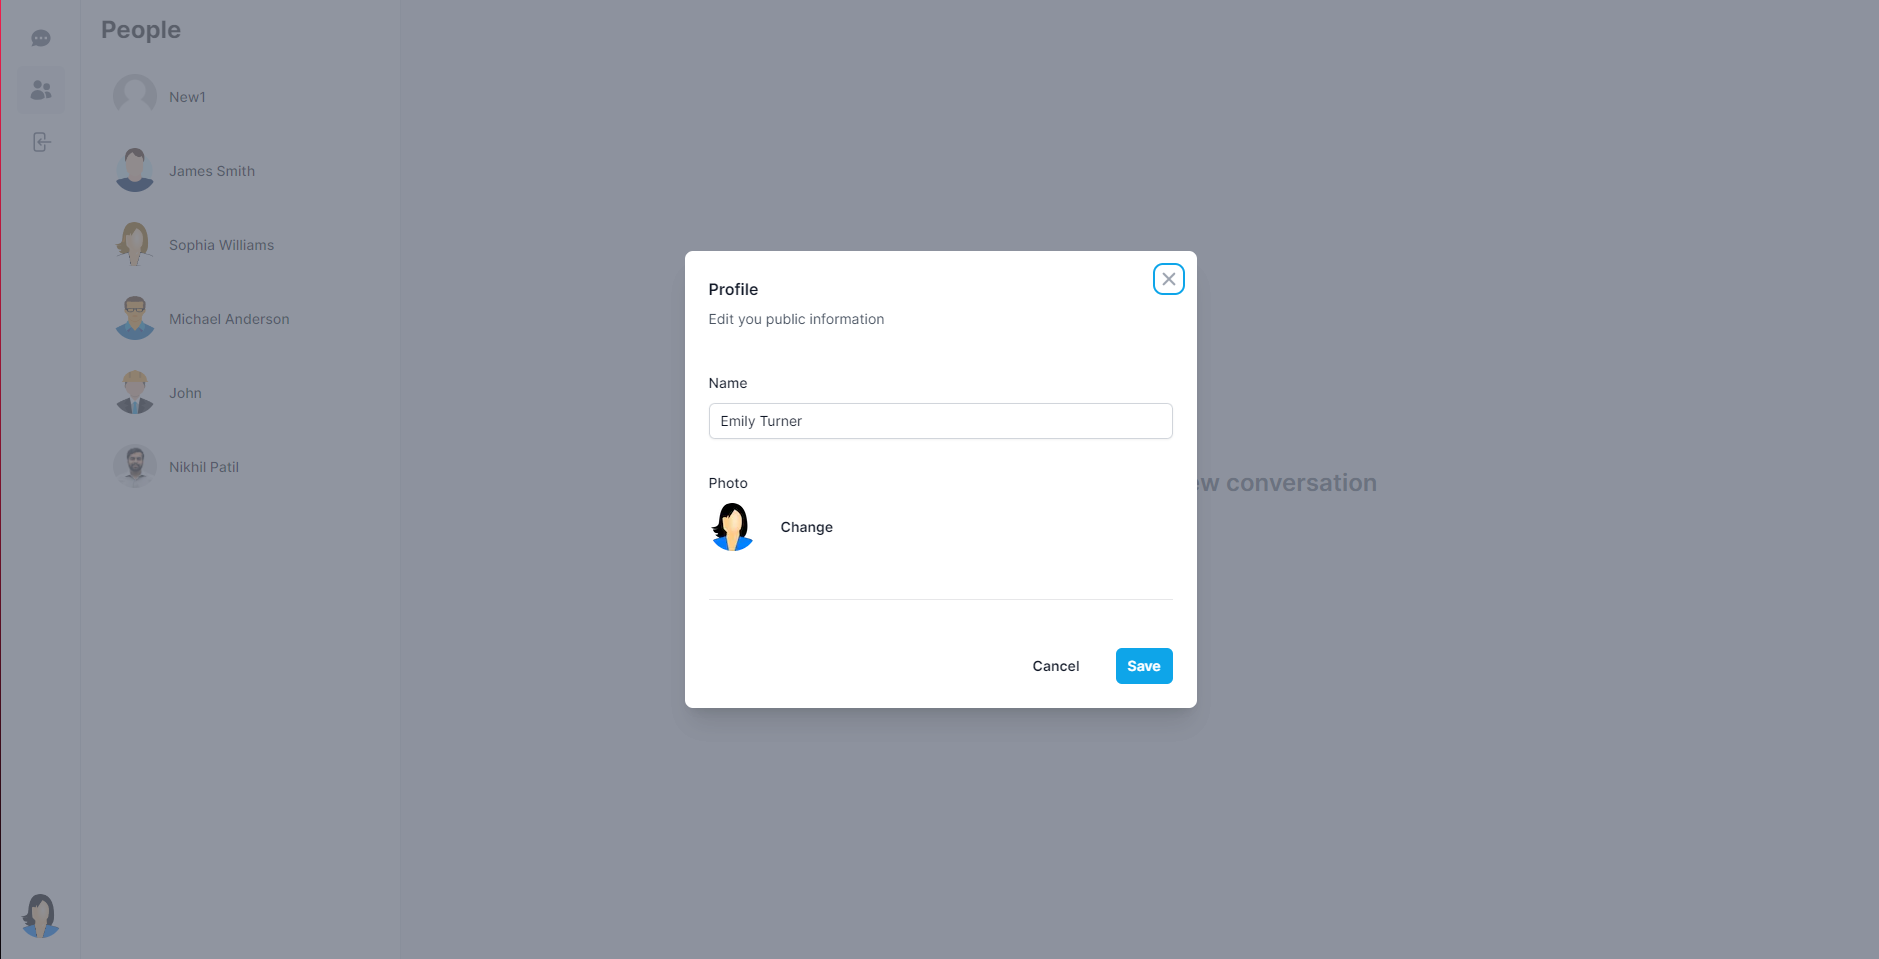 People
New1
James Smith
Sophia Williams
Michael Anderson
John
Nikhil Patil
Profile
Edit you public information
Name
Emily Turner
Photo
Change
Cancel
Save
conversation